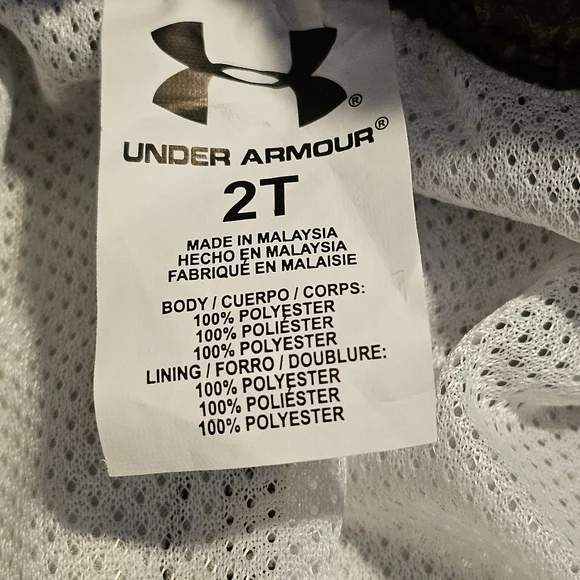 ®
UNDER ARMOUR®
2T
MADE IN MALAYSIA
HECHO EN MALAYSIA
FABRIQUÉ EN MALAISIE
BODY / CUERPO / CORPS:
100% POLYESTER
100% POLIÉSTER
100% POLYESTER
LINING / FORRO / DOUBLURE:
100% POLYESTER
100% POLIÉSTER
100% POLYESTER